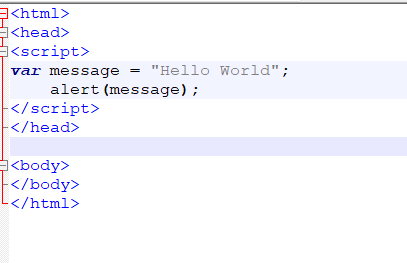 <html>
<head>
<script>
var message = "Hello World";
    alert(message);
</script>
</head>

<body>
</body>
</html>